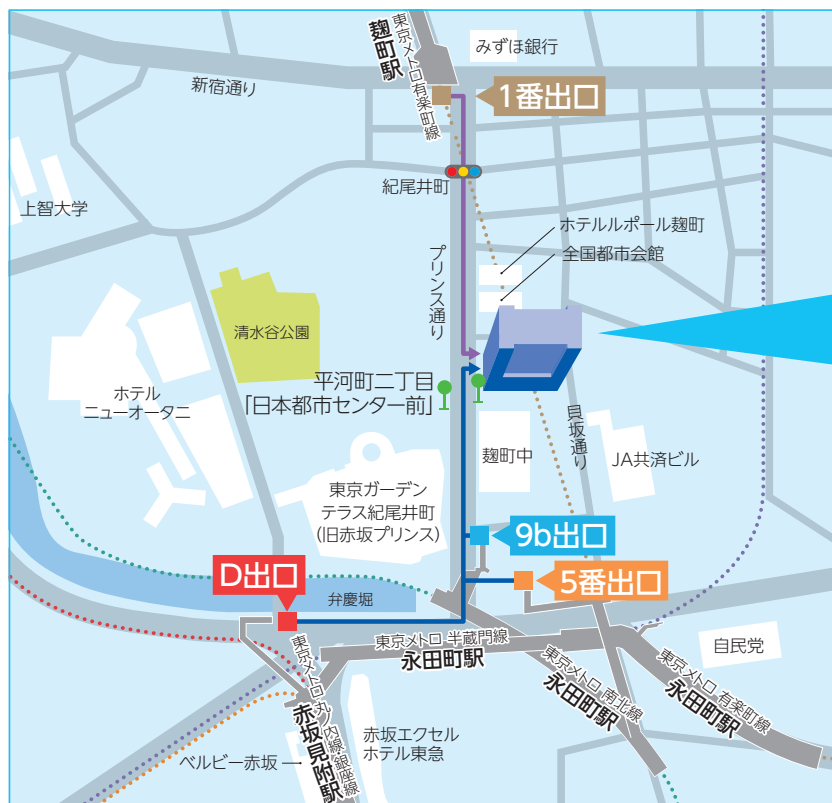 みずほ銀行
東京メトロ有楽町線
麹町駅
新宿通り
1番出口
紀尾井町
上智大学
ホテルルポール麹町
全国都市会館
プリンス通り
清水谷公園
平河町二丁目
「日本都市センター前」
ホテル
ニューオータニ
貝坂通り
麹町中
JA共済ビル
東京ガーデン
テラス紀尾井町
(旧赤坂プリンス)
9b出口
D出口
5番出口
弁慶堀
東京メトロ 半蔵門線
永田町駅
自民党
東京メトロ 南北線
永田町駅
東京メトロ 有楽町線
永田町駅
東京メトロ 丸ノ内線 銀座線
赤坂見附駅
赤坂エクセル
ホテル東急
ベルビー赤坂